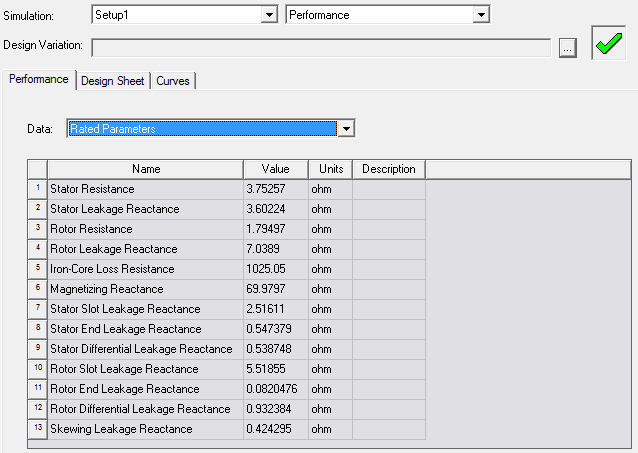 Simulation: Setup1 Performance
Design Variation: ...
Performance Design Sheet Curves
Data: Rated Parameters
Name Value Units Description
1 Stator Resistance 3.75257 ohm
2 Stator Leakage Reactance 3.60224 ohm
3 Rotor Resistance 1.79497 ohm
4 Rotor Leakage Reactance 7.0389 ohm
5 Iron-Core Loss Resistance 1025.05 ohm
6 Magnetizing Reactance 69.9797 ohm
7 Stator Slot Leakage Reactance 2.51611 ohm
8 Stator End Leakage Reactance 0.547379 ohm
9 Stator Differential Leakage Reactance 0.538748 ohm
10 Rotor Slot Leakage Reactance 5.51855 ohm
11 Rotor End Leakage Reactance 0.0820476 ohm
12 Rotor Differential Leakage Reactance 0.932384 ohm
13 Skewing Leakage Reactance 0.424295 ohm